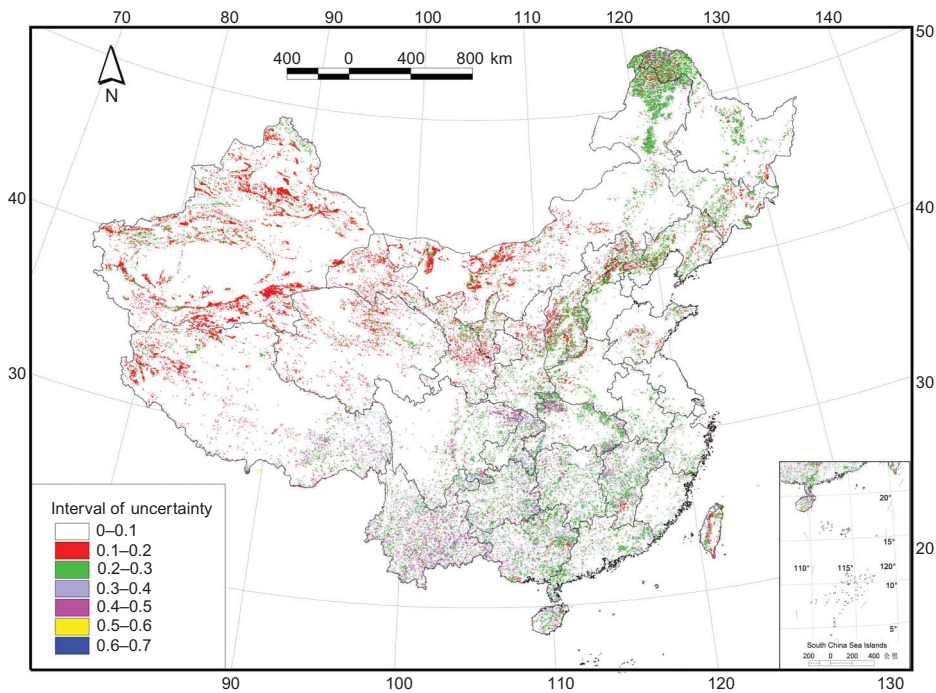 70 80 90 100 110 120 130 140
50
400 0 400 800 km
N
40
40
30
30
20
Interval of uncertainty
0–0.1
0.1–0.2
0.2–0.3
0.3–0.4
0.4–0.5
0.5–0.6
0.6–0.7
20°
15°
110° 115° 120°
10°
5°
South China Sea Islands
200 0 200 400 公里
90 100 110 120 130